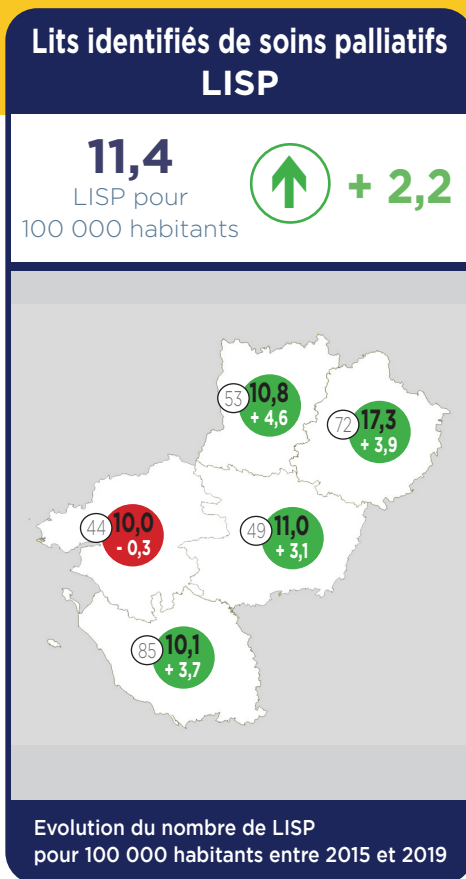 Lits identifiés de soins palliatifs
LISP
11,4
LISP pour
100 000 habitants
+ 2,2
53 10,8
+ 4,6
72 17,3
+ 3,9
44 10,0
- 0,3
49 11,0
+ 3,1
85 10,1
+ 3,7
Evolution du nombre de LISP
pour 100 000 habitants entre 2015 et 2019